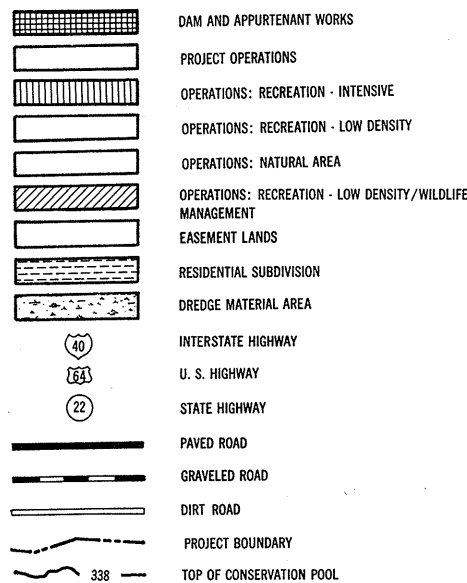 DAM AND APPURTENANT WORKS
PROJECT OPERATIONS
OPERATIONS: RECREATION - INTENSIVE
OPERATIONS: RECREATION - LOW DENSITY
OPERATIONS: NATURAL AREA
OPERATIONS: RECREATION - LOW DENSITY/WILDLIFE
MANAGEMENT
EASEMENT LANDS
RESIDENTIAL SUBDIVISION
DREDGE MATERIAL AREA
40 INTERSTATE HIGHWAY
64 U. S. HIGHWAY
22 STATE HIGHWAY
PAVED ROAD
GRAVELED ROAD
DIRT ROAD
PROJECT BOUNDARY
338 TOP OF CONSERVATION POOL